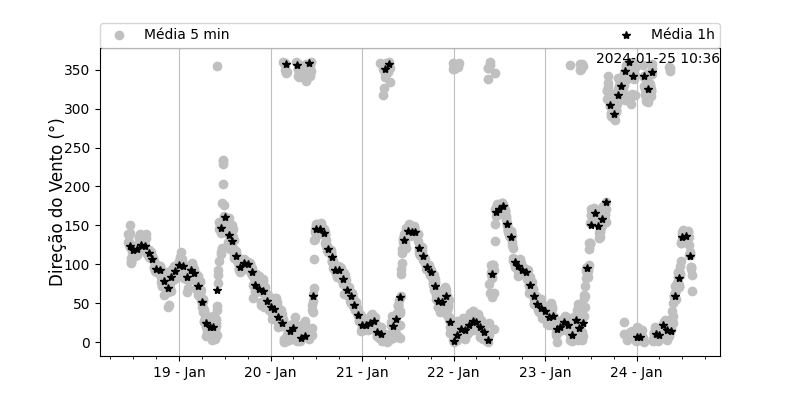 Média 5 min
Média 1h
2024-01-25 10:36
Direção do Vento (°)
350
300
250
200
150
100
50
0
19 - Jan
20 - Jan
21 - Jan
22 - Jan
23 - Jan
24 - Jan